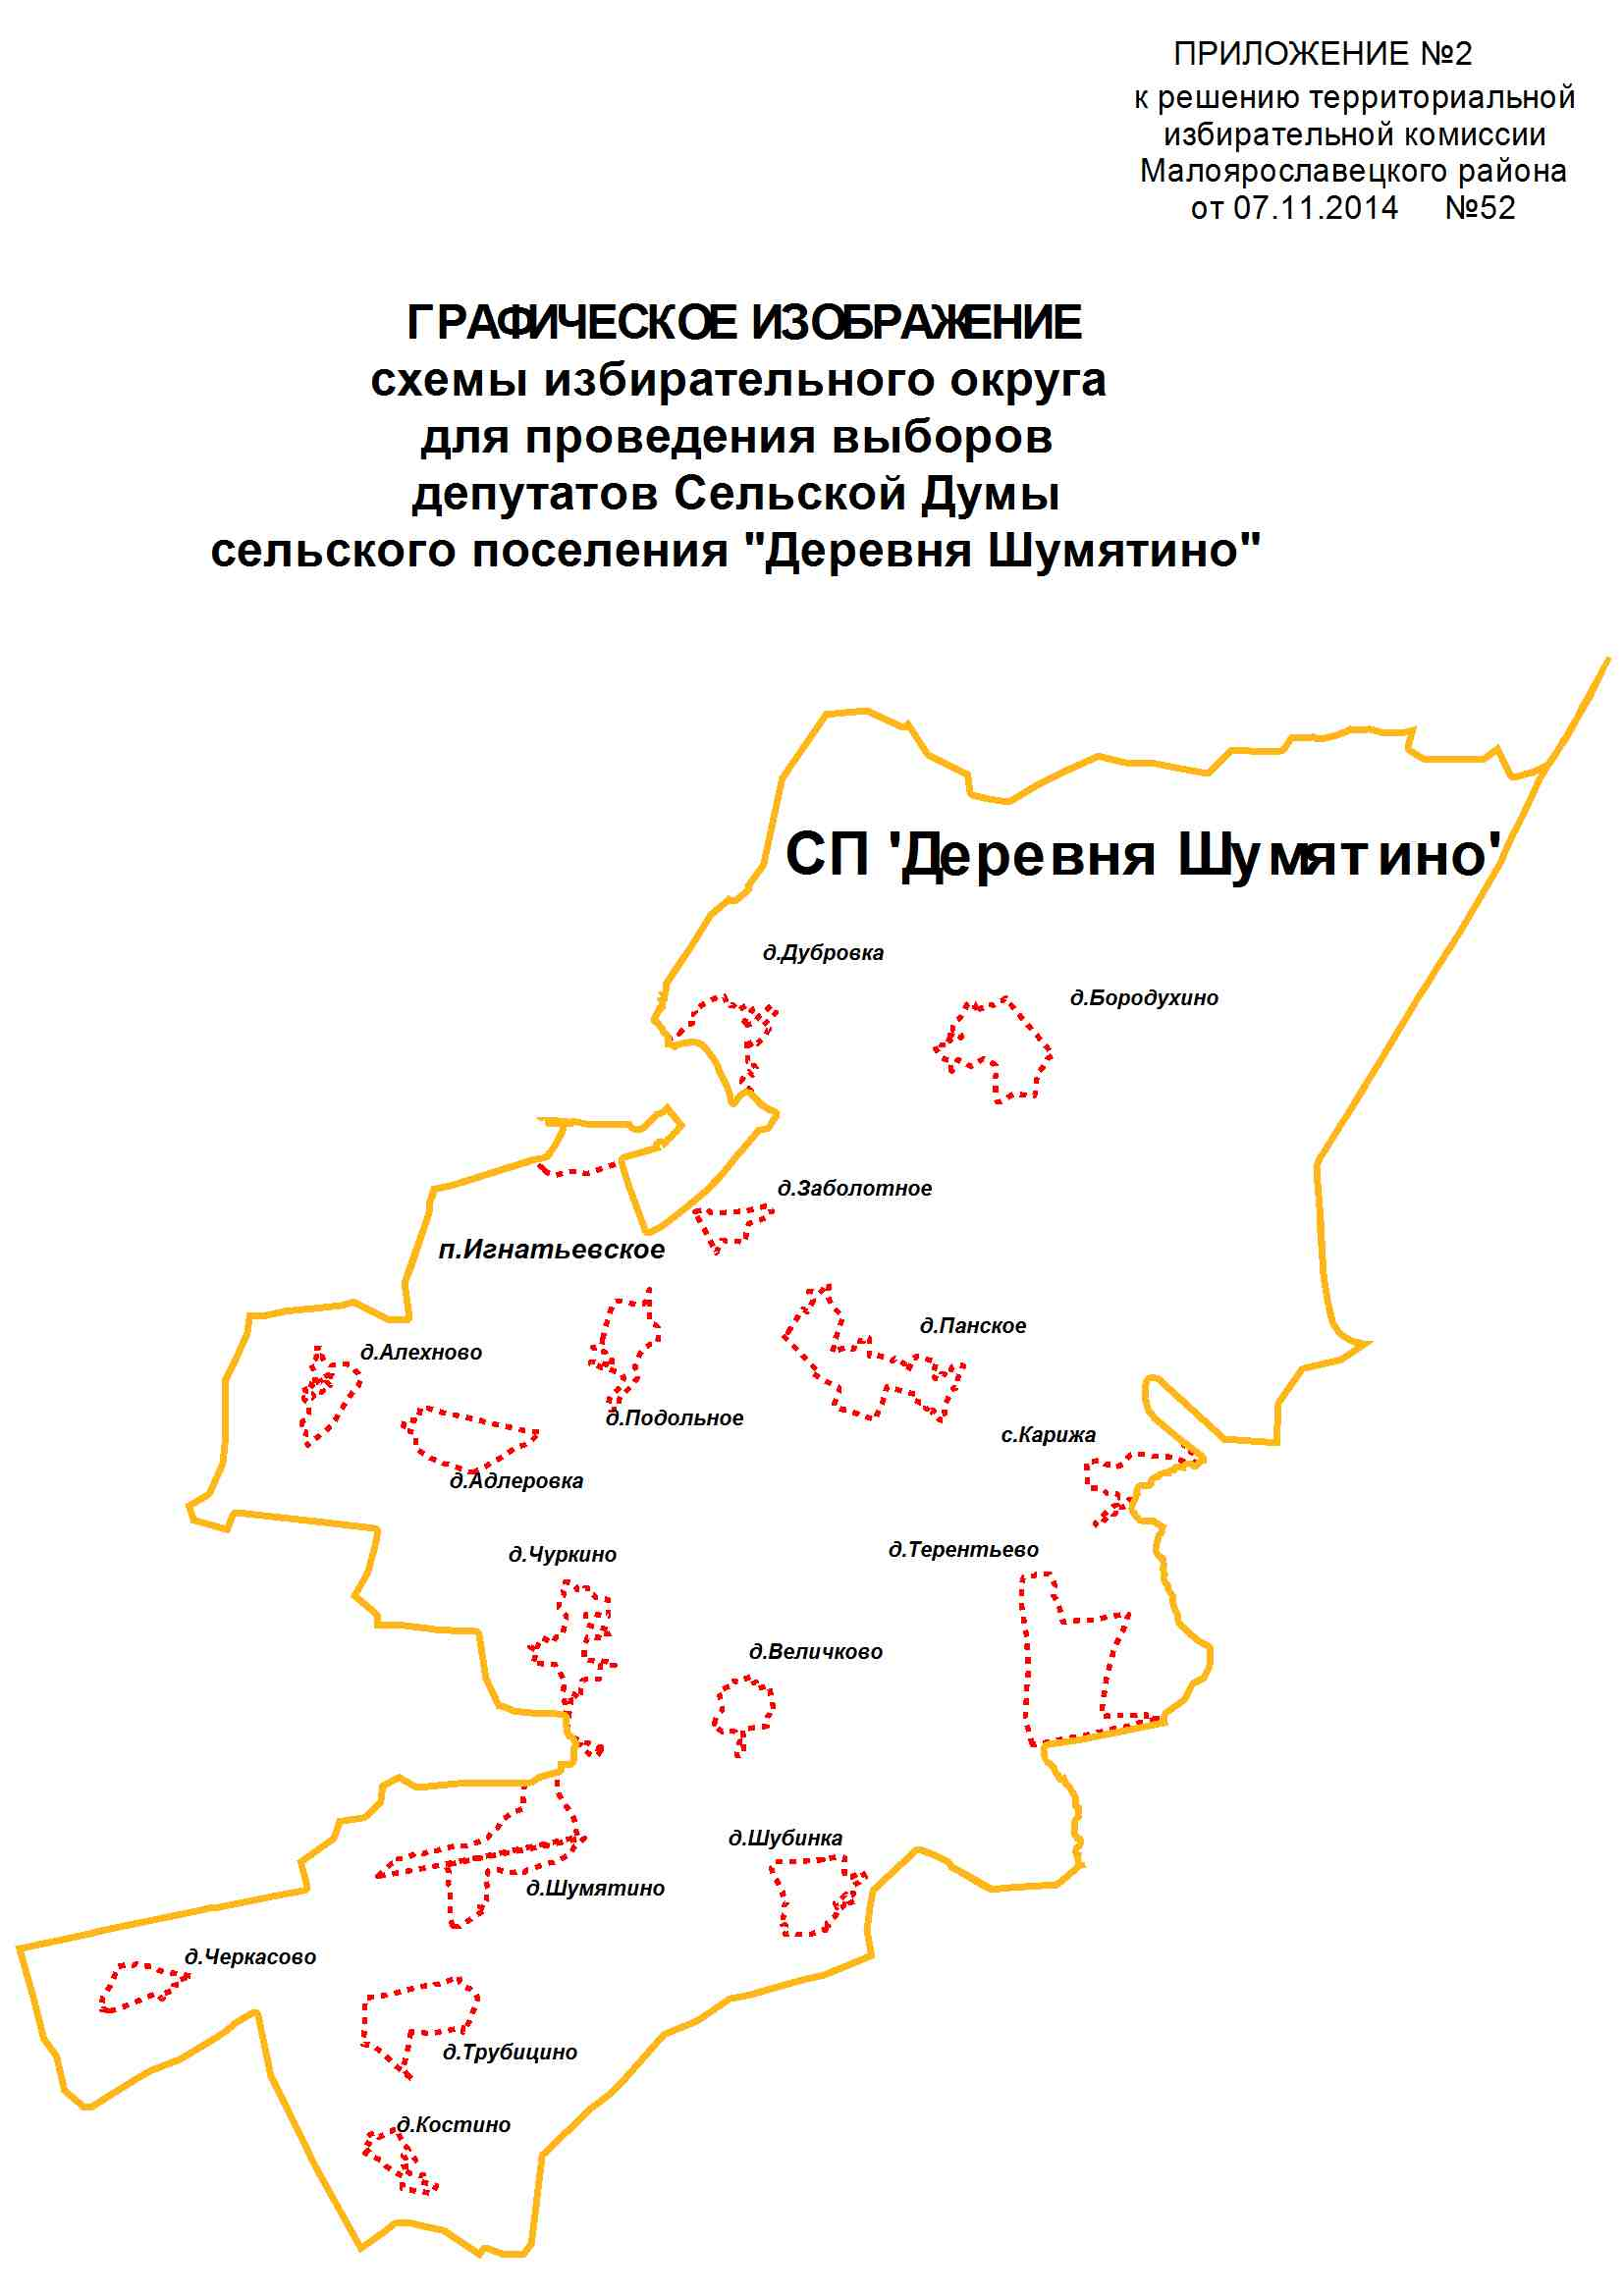 ПРИЛОЖЕНИЕ №2
к решению территориальной
избирательной комиссии
Малоярославецкого района
от 07.11.2014 №52
ГРАФИЧЕСКОЕ ИЗОБРАЖЕНИЕ
схемы избирательного округа
для проведения выборов
депутатов Сельской Думы
сельского поселения "Деревня Шумятино"
СП 'Деревня Шумятино'
д.Дубровка
д.Бородухино
д.Заболотное
п.Игнатьевское
д.Панское
д.Алехново
д.Подольное
с.Карижа
д.Адлеровка
д.Терентьево
д.Чуркино
д.Величково
д.Шубинка
д.Шумятино
д.Черкасово
д.Трубицино
д.Костино